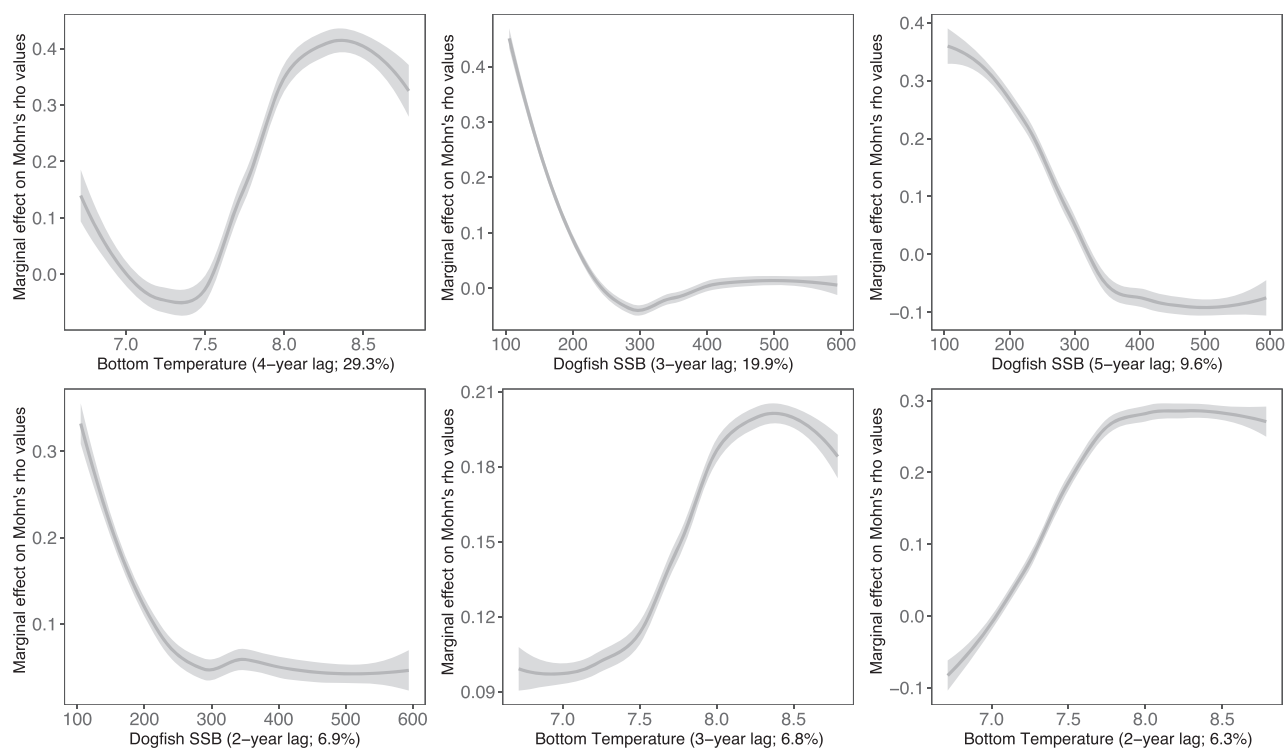 Marginal effect on Mohn's rho values
0.4
0.3
0.2
0.1
0.0
7.0 7.5 8.0 8.5
Bottom Temperature (4−year lag; 29.3%)
Marginal effect on Mohn's rho values
0.4
0.3
0.2
0.1
0.0
100 200 300 400 500 600
Dogfish SSB (3−year lag; 19.9%)
Marginal effect on Mohn's rho values
0.4
0.3
0.2
0.1
0.0
−0.1
100 200 300 400 500 600
Dogfish SSB (5−year lag; 9.6%)
Marginal effect on Mohn's rho values
0.3
0.2
0.1
100 200 300 400 500 600
Dogfish SSB (2−year lag; 6.9%)
Marginal effect on Mohn's rho values
0.21
0.18
0.15
0.12
0.09
7.0 7.5 8.0 8.5
Bottom Temperature (3−year lag; 6.8%)
Marginal effect on Mohn's rho values
0.3
0.2
0.1
0.0
−0.1
7.0 7.5 8.0 8.5
Bottom Temperature (2−year lag; 6.3%)